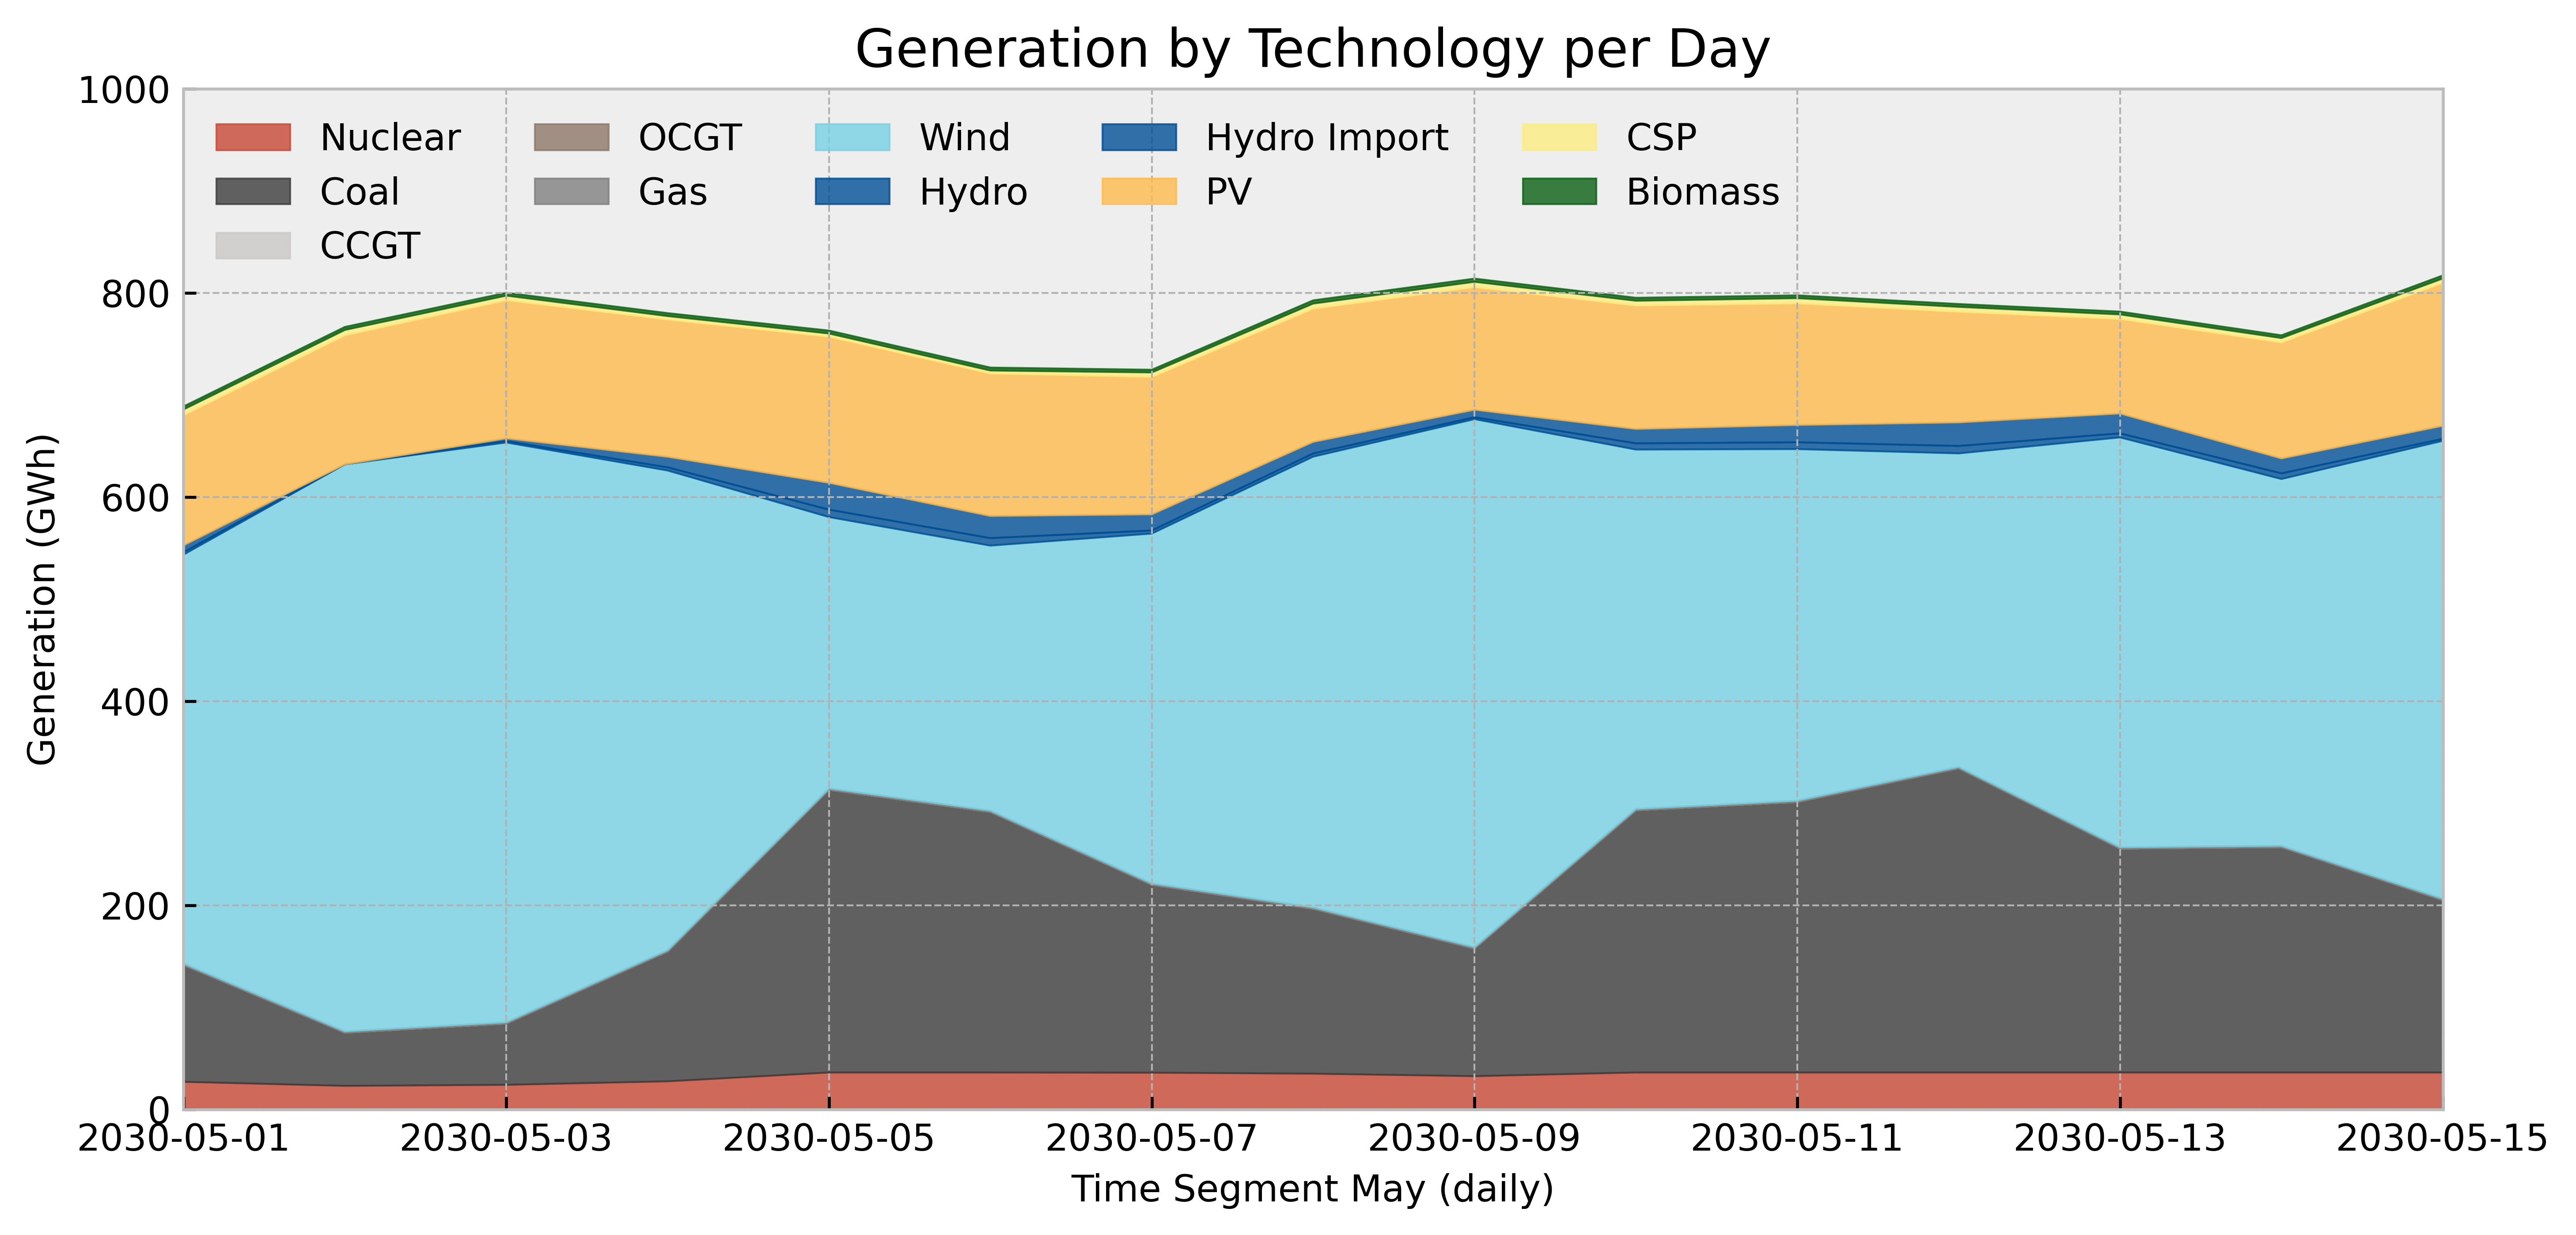 Generation by Technology per Day
Generation (GWh)
1000
800
600
400
200
0
Nuclear
Coal
CCGT
OCGT
Gas
Wind
Hydro
Hydro Import
PV
CSP
Biomass
2030-05-01
2030-05-03
2030-05-05
2030-05-07
2030-05-09
2030-05-11
2030-05-13
2030-05-15
Time Segment May (daily)